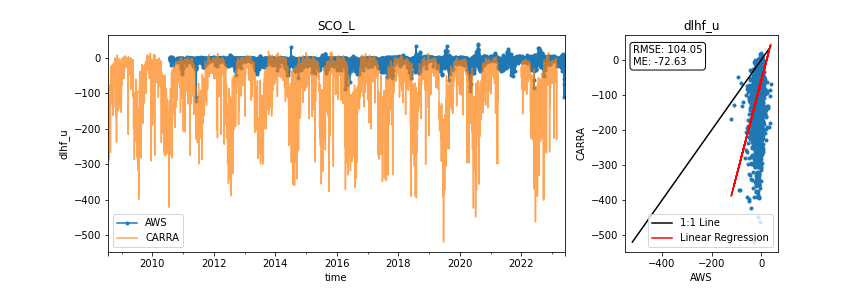 SCO_L
dlhf_u
0
−100
−200
−300
−400
−500
2010
2012
2014
2016
2018
2020
2022
time
AWS
CARRA
dlhf_u
CARRA
0
−100
−200
−300
−400
−500
RMSE: 104.05
ME: -72.63
1:1 Line
Linear Regression
−400
−200
0
AWS